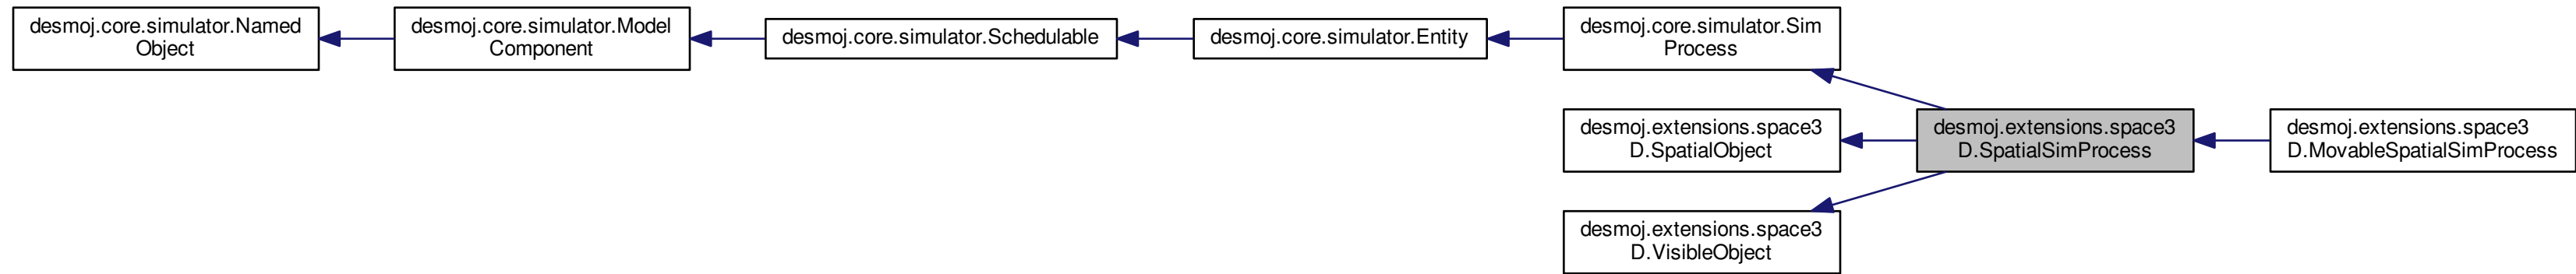 desmoj.core.simulator.Named
Object
desmoj.core.simulator.Model
Component
desmoj.core.simulator.Schedulable
desmoj.core.simulator.Entity
desmoj.core.simulator.Sim
Process
desmoj.extensions.space3
D.SpatialObject
desmoj.extensions.space3
D.VisibleObject
desmoj.extensions.space3
D.SpatialSimProcess
desmoj.extensions.space3
D.MovableSpatialSimProcess